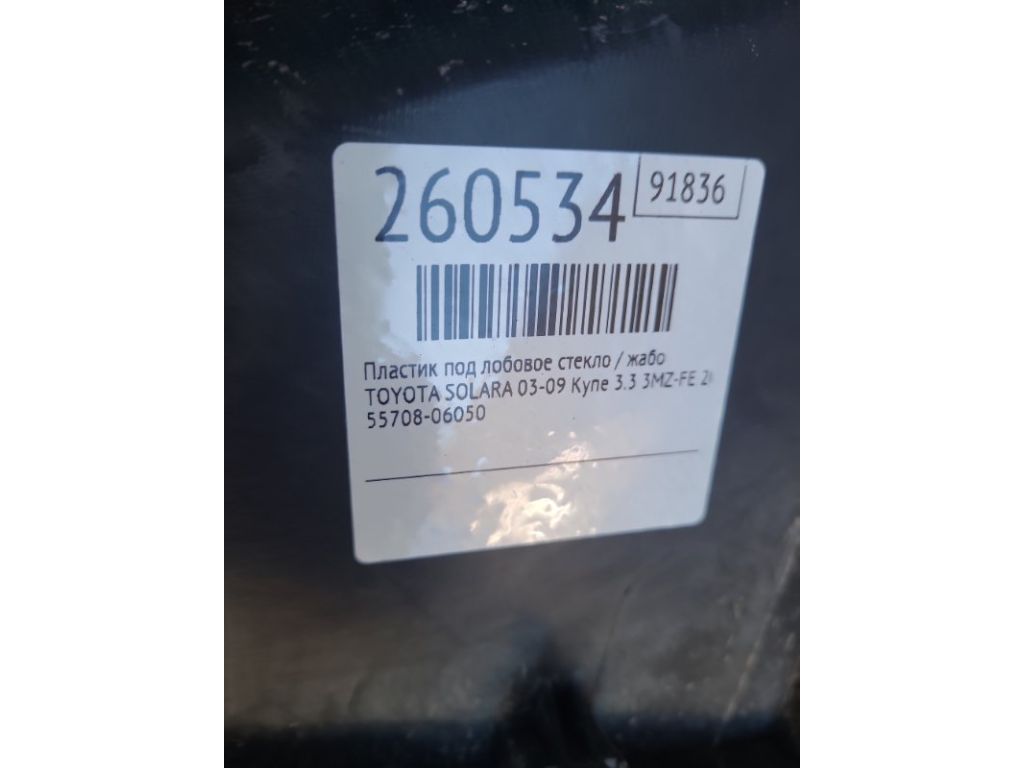 260534
91836
Пластик под лобовое стекло / жабо
TOYOTA SOLARA 03-09 Купе 3.3 3MZ-FE
55708-06050